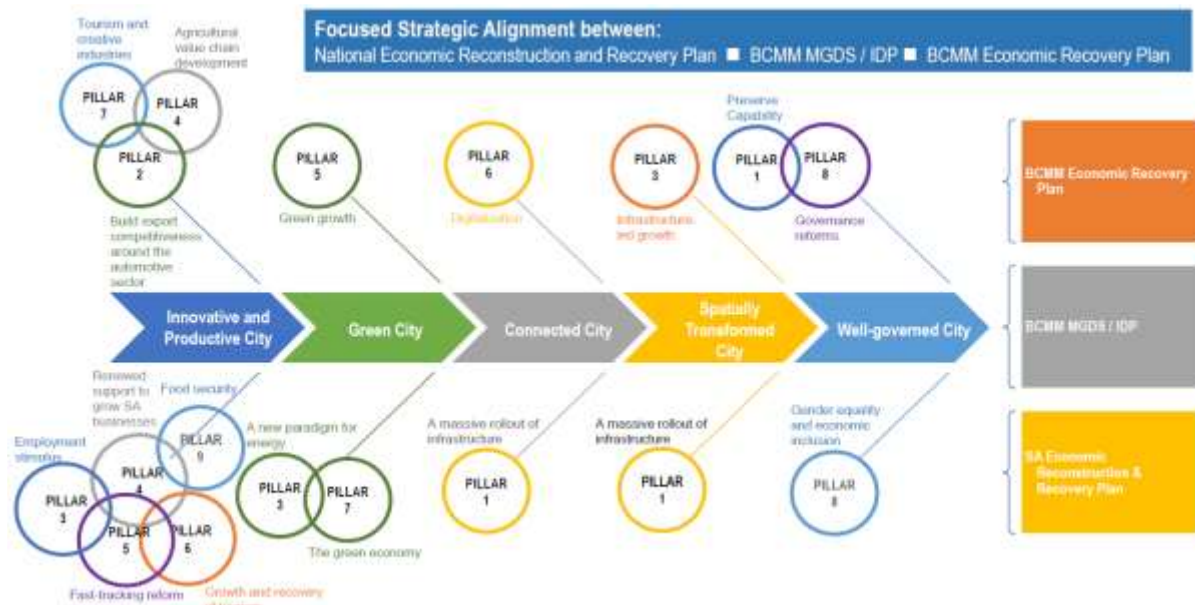 Focused Strategic Alignment between:
National Economic Reconstruction and Recovery Plan ■ BCMM MGDS / IDP ■ BCMM Economic Recovery Plan
Tourism and
creative
industries
Agricultural
value chain
development
PILLAR
7
PILLAR
4
PILLAR
2
Build export
competitiveness
around the
automotive
sector
PILLAR
5
Green growth
PILLAR
6
Digitalisation
PILLAR
3
Infrastructure
led growth
Preserve
Capability
PILLAR
1
PILLAR
8
Governance
reforms
BCMM Economic Recovery
Plan
Innovative and
Productive City
Green City
Connected City
Spatially
Transformed
City
Well-governed City
BCMM MGDS / IDP
Renewed
support to
grow SA
businesses
Food security
Employment
stimulus
PILLAR
9
PILLAR
4
PILLAR
3
PILLAR
5
PILLAR
6
Fast-tracking reform
Growth and recovery
A new paradigm for
energy
PILLAR
3
PILLAR
7
The green economy
A massive rollout of
infrastructure
PILLAR
1
A massive rollout of
infrastructure
PILLAR
1
Gender equality
and economic
inclusion
PILLAR
8
SA Economic
Reconstruction &
Recovery Plan